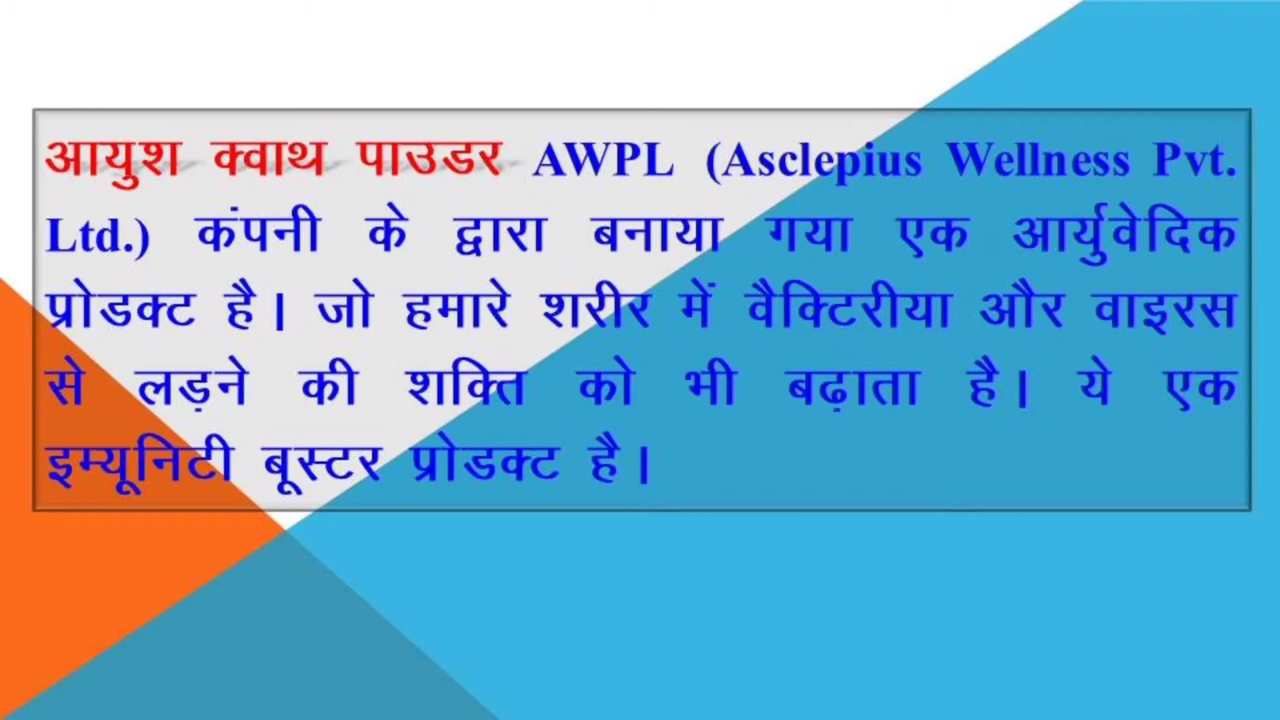 आयुश क्वाथ पाउडर AWPL (Asclepius Wellness Pvt.
Ltd.) कंपनी के द्वारा बनाया गया एक आर्युवेदिक
प्रोडक्ट है। जो हमारे शरीर में वैक्टिरीया और वाइरस
से लड़ने की शक्ति को भी बढ़ाता है। ये एक
इम्यूनिटी बूस्टर प्रोडक्ट है।